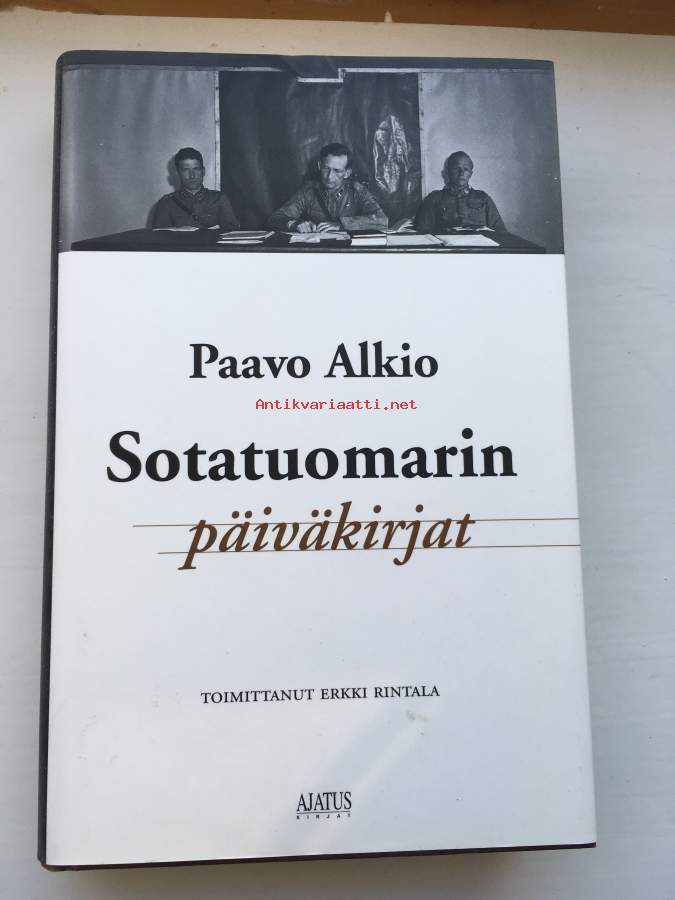 Paavo Alkio
Antikvariaatti.net
Sotatuomarin
päiväkirjat
TOIMITTANUT ERKKI RINTALA
AJATUS
KIRJAT